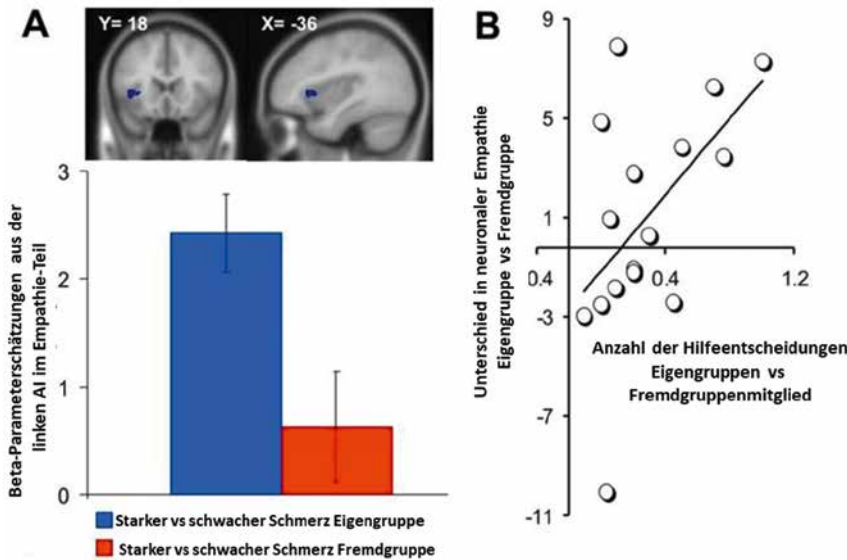 A
Y= 18
X= -36
Beta-Parameterschätzungen aus der
linken AI im Empathie-Teil
3
2
1
0
Starker vs schwacher Schmerz Eigengruppe
Starker vs schwacher Schmerz Fremdgruppe
B
Unterschied in neuronaler Empathie
Eigengruppe vs Fremdgruppe
9
5
1
-3
-7
-11
0.4
0.4
1.2
Anzahl der Hilfeentscheidungen
Eigengruppen vs
Fremdgruppenmitglied